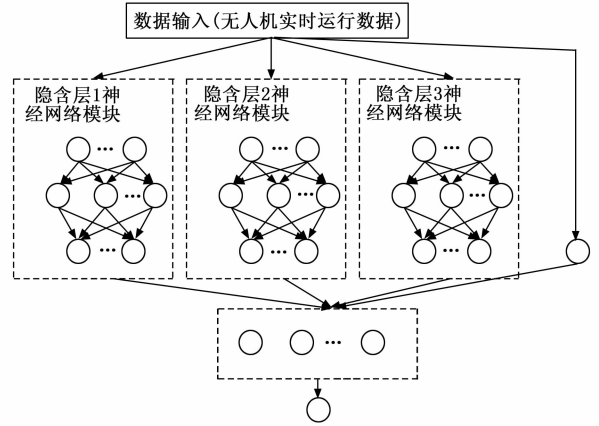 数据输入(无人机实时运行数据)
隐含层1神
经网络模块
隐含层2神
经网络模块
隐含层3神
经网络模块